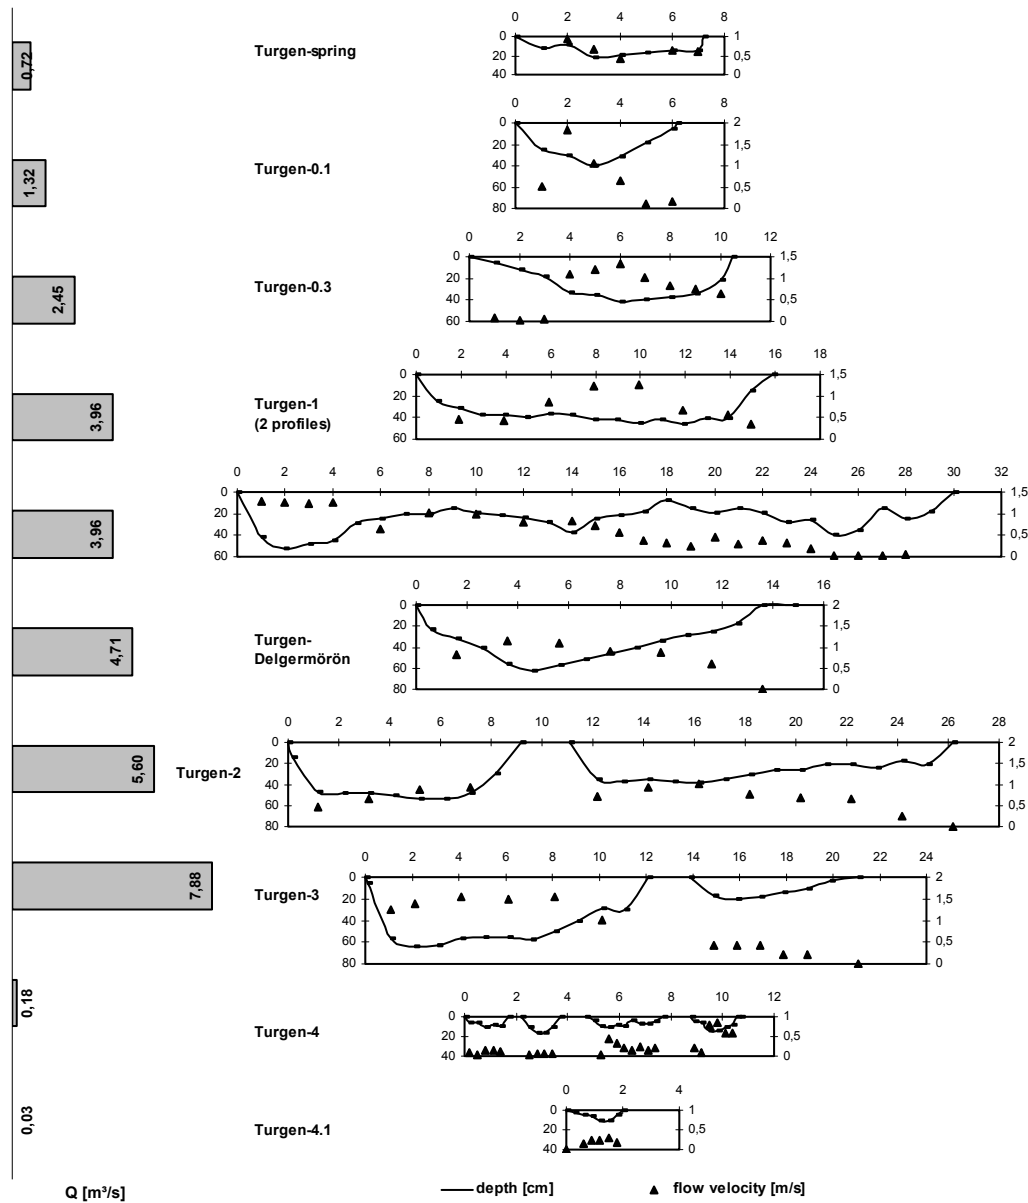 0 2 4 6 8
0,72
Turgen-spring
0 20 40
1 0,5 0
0 2 4 6 8
1,32
Turgen-0.1
0 20 40 60 80
2 1,5 1 0,5 0
0 2 4 6 8 10 12
2,45
Turgen-0.3
0 20 40 60
1,5 1 0,5 0
0 2 4 6 8 10 12 14 16 18
3,96
Turgen-1
(2 profiles)
0 20 40 60
1,5 1 0,5 0
0 2 4 6 8 10 12 14 16 18 20 22 24 26 28 30 32
3,96
0 20 40 60
1,5 1 0,5 0
0 2 4 6 8 10 12 14 16
4,71
Turgen-
Delgermörön
0 20 40 60 80
2 1,5 1 0,5 0
0 2 4 6 8 10 12 14 16 18 20 22 24 26 28
5,60
Turgen-2
0 20 40 60 80
2 1,5 1 0,5 0
0 2 4 6 8 10 12 14 16 18 20 22 24
7,88
Turgen-3
0 20 40 60 80
2 1,5 1 0,5 0
0 2 4 6 8 10 12
0,18
Turgen-4
0 20 40
1 0,5 0
0 2 4
0,03
Turgen-4.1
0 20 40
1 0,5 0
Q [m³/s]
depth [cm]
flow velocity [m/s]